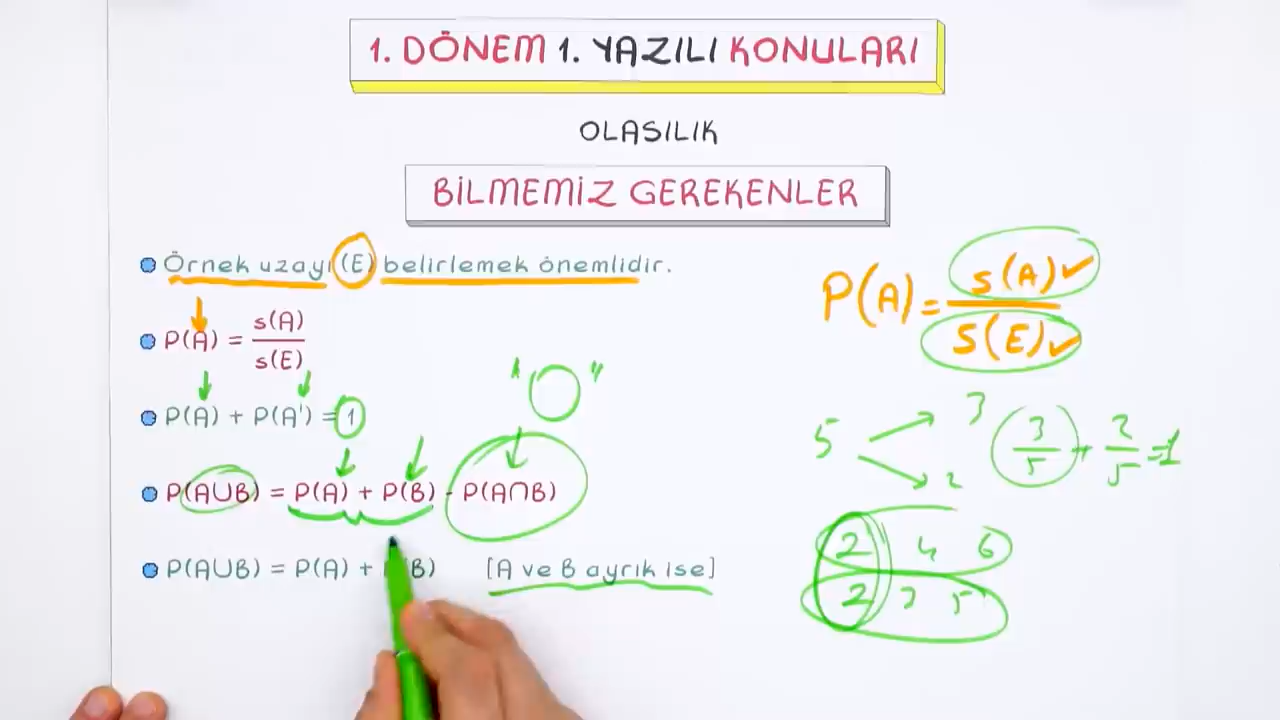 1. DÖNEM 1. YAZILI KONULARI
OLASILIK
BİLMEMİZ GEREKENLER
Örnek uzayı (E) belirlemek önemlidir.
P(A) = s(A) / s(E)
P(A) + P(A') = 1
P(A∪B) = P(A) + P(B) - P(A∩B)
P(A∪B) = P(A) + P(B) [A ve B ayrık ise]
P(A) = s(A) / s(E)
5 3 3/5 + 2/5 = 1
2
2 4 6
2 3 5